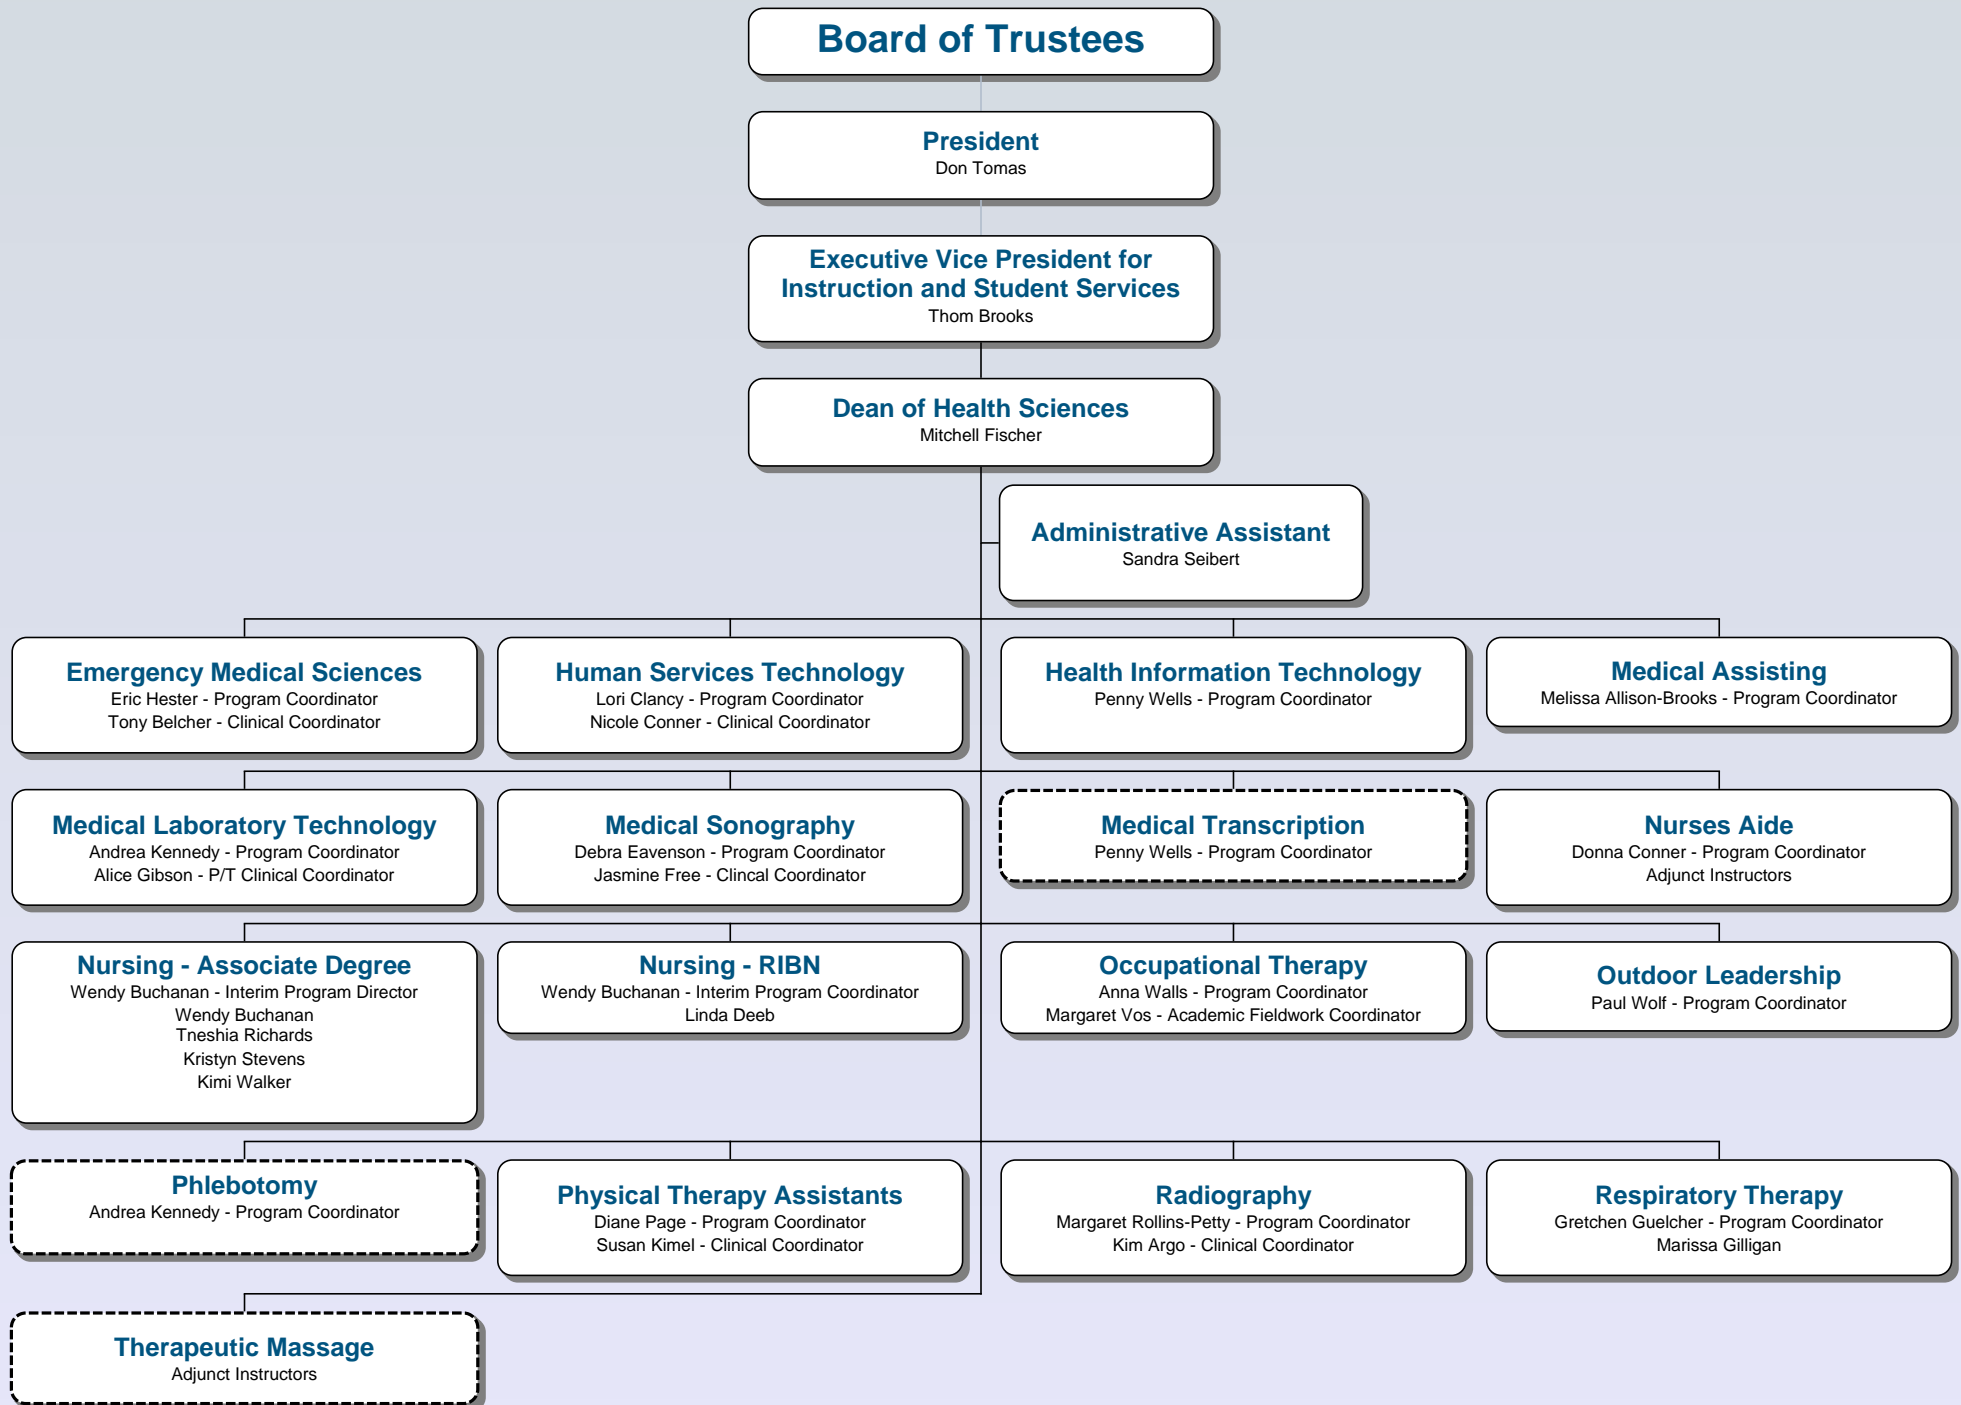 Board of Trustees
President
Don Tomas
Executive Vice President for
Instruction and Student Services
Thom Brooks
Dean of Health Sciences
Mitchell Fischer
Administrative Assistant
Sandra Seibert
Emergency Medical Sciences
Eric Hester - Program Coordinator
Tony Belcher - Clinical Coordinator
Human Services Technology
Lori Clancy - Program Coordinator
Nicole Conner - Clinical Coordinator
Health Information Technology
Penny Wells - Program Coordinator
Medical Assisting
Melissa Allison-Brooks - Program Coordinator
Medical Laboratory Technology
Andrea Kennedy - Program Coordinator
Alice Gibson - P/T Clinical Coordinator
Medical Sonography
Debra Eavenson - Program Coordinator
Jasmine Free - Clincal Coordinator
Medical Transcription
Penny Wells - Program Coordinator
Nurses Aide
Donna Conner - Program Coordinator
Adjunct Instructors
Nursing - Associate Degree
Wendy Buchanan - Interim Program Director
Wendy Buchanan
Tneshia Richards
Kristyn Stevens
Kimi Walker
Nursing - RIBN
Wendy Buchanan - Interim Program Coordinator
Linda Deeb
Occupational Therapy
Anna Walls - Program Coordinator
Margaret Vos - Academic Fieldwork Coordinator
Outdoor Leadership
Paul Wolf - Program Coordinator
Phlebotomy
Andrea Kennedy - Program Coordinator
Physical Therapy Assistants
Diane Page - Program Coordinator
Susan Kimel - Clinical Coordinator
Radiography
Margaret Rollins-Petty - Program Coordinator
Kim Argo - Clinical Coordinator
Respiratory Therapy
Gretchen Guelcher - Program Coordinator
Marissa Gilligan
Therapeutic Massage
Adjunct Instructors